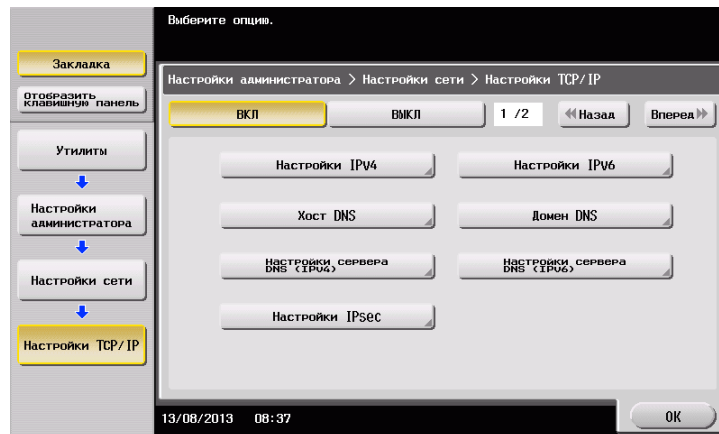 Выберите опцию.
Закладка
Отобразить
клавишную панель
Утилиты
Настройки
администратора
Настройки сети
Настройки TCP/IP
Настройки администратора > Настройки сети > Настройки TCP/IP
ВКЛ ВЫКЛ 1 /2 Назад Вперед
Настройки IPv4 Настройки IPv6
Хост DNS Домен DNS
Настройки сервера
DNS (IPv4)
Настройки сервера
DNS (IPv6)
Настройки IPsec
13/08/2013 08:37
OK